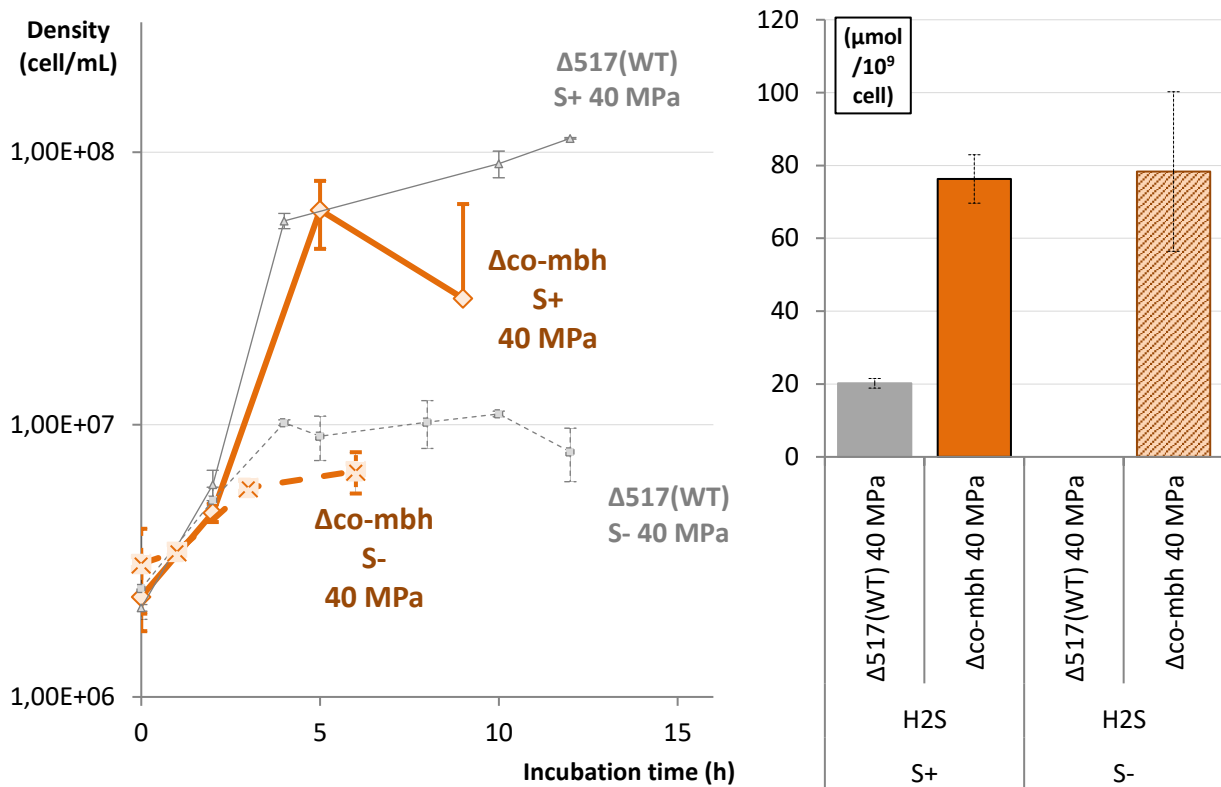 Density
(cell/mL)
1,00E+08
1,00E+07
1,00E+06
0
5
10
15
Incubation time (h)
Δ517(WT)
S+ 40 MPa
Δco-mbh
S+
40 MPa
Δ517(WT)
S- 40 MPa
Δco-mbh
S-
40 MPa
120
100
80
60
40
20
0
(µmol
/10⁹
cell)
Δ517(WT) 40 MPa
Δco-mbh 40 MPa
Δ517(WT) 40 MPa
Δco-mbh 40 MPa
H2S
H2S
S+
S-